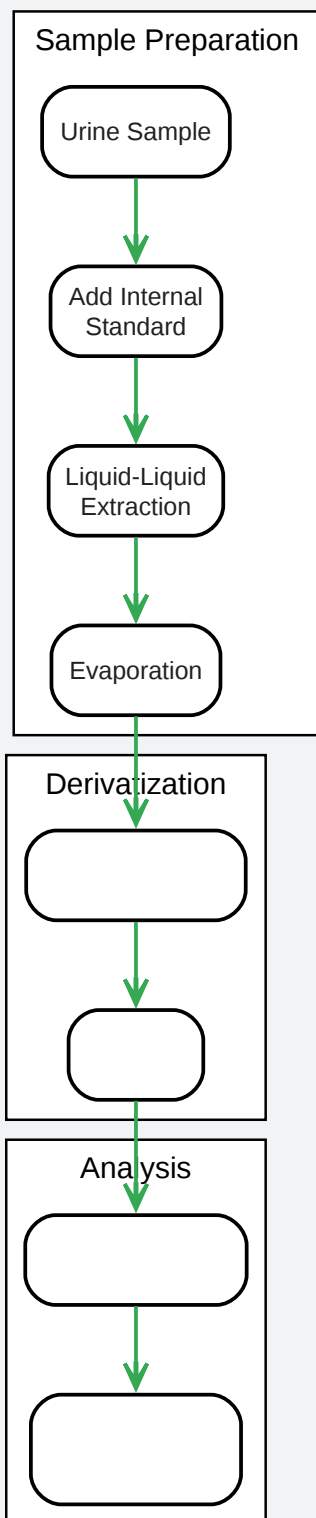 Sample Preparation
Urine Sample
Add Internal
Standard
Liquid-Liquid
Extraction
Evaporation
Derivatization
Analysis